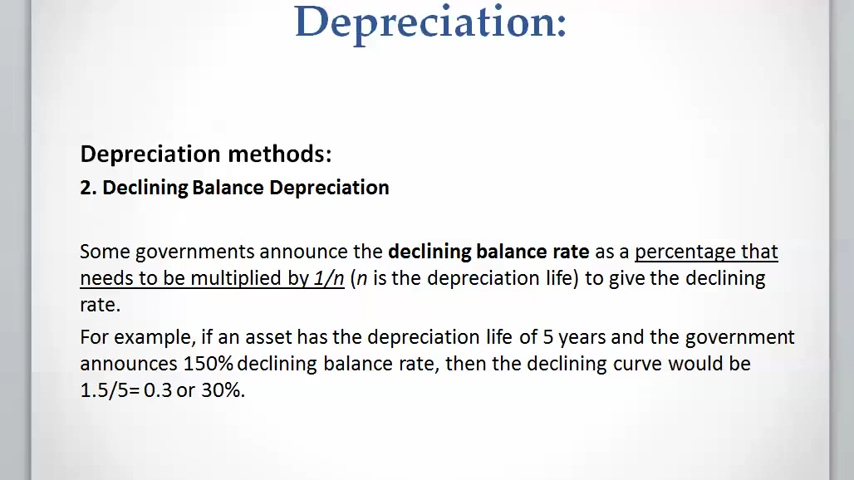 Depreciation:
Depreciation methods:
2. Declining Balance Depreciation
Some governments announce the declining balance rate as a percentage that
needs to be multiplied by 1/n (n is the depreciation life) to give the declining
rate.
For example, if an asset has the depreciation life of 5 years and the government
announces 150% declining balance rate, then the declining curve would be
1.5/5= 0.3 or 30%.